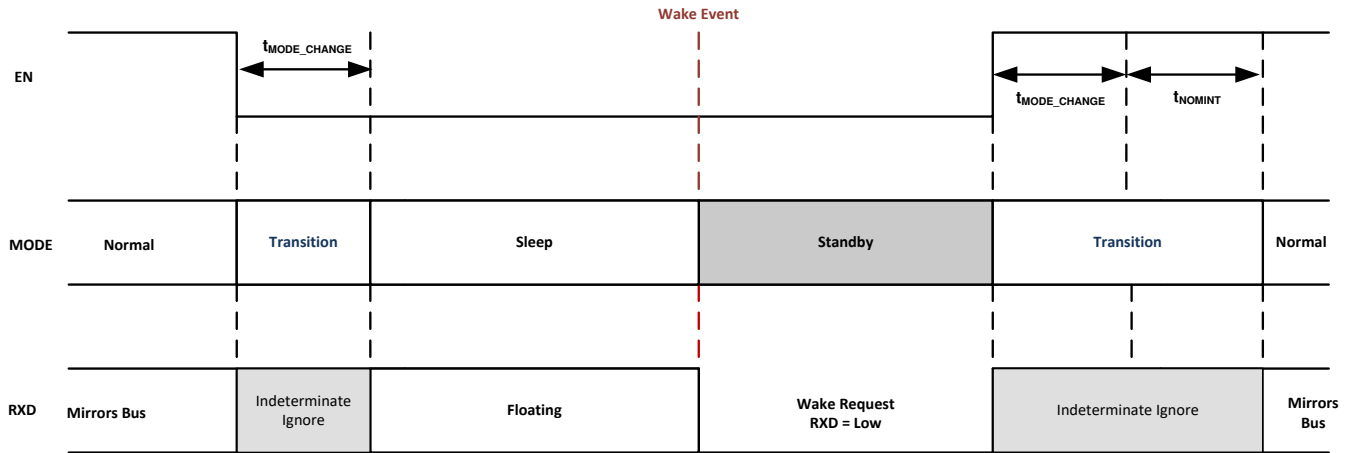 Wake Event
EN
tMODE_CHANGE
tMODE_CHANGE
tNOMINT
MODE
Normal
Transition
Sleep
Standby
Transition
Normal
RXD
Mirrors Bus
Indeterminate
Ignore
Floating
Wake Request
RXD = Low
Indeterminate Ignore
Mirrors
Bus